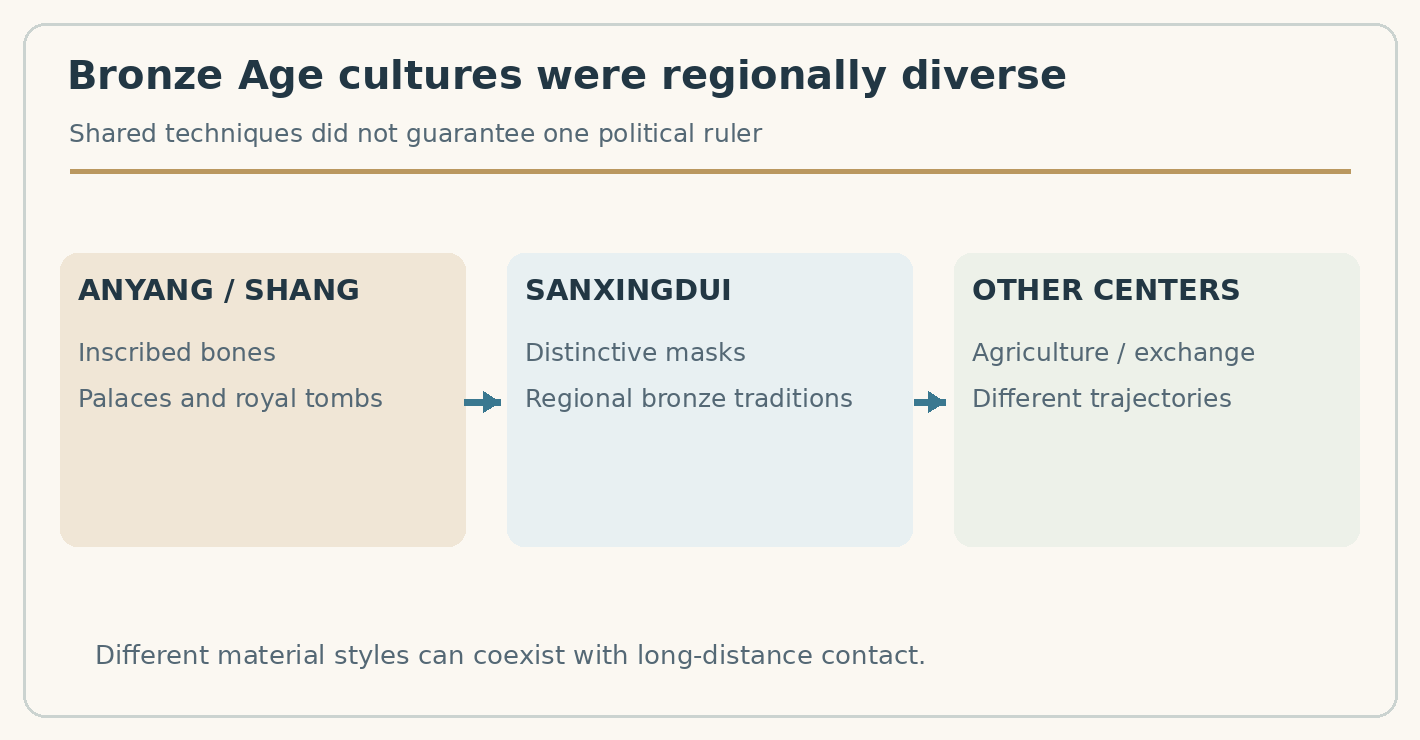 Bronze Age cultures were regionally diverse
Shared techniques did not guarantee one political ruler
ANYANG / SHANG
Inscribed bones
Palaces and royal tombs
SANXINGDUI
Distinctive masks
Regional bronze traditions
OTHER CENTERS
Agriculture / exchange
Different trajectories
Different material styles can coexist with long-distance contact.